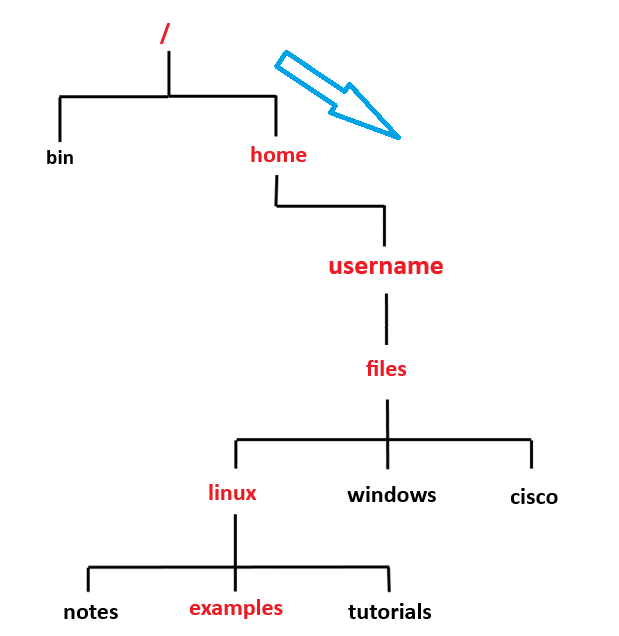 /
bin
home
username
files
linux
windows
cisco
notes
examples
tutorials